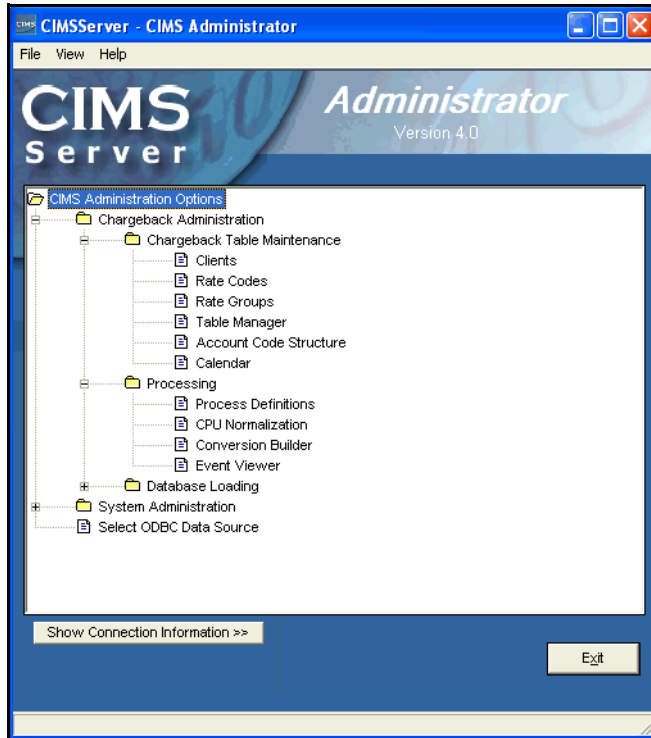 CIMS CIMSServer - CIMS Administrator
File View Help
CIMS
Server
Administrator
Version 4.0
CIMS Administration Options
Chargeback Administration
Chargeback Table Maintenance
Clients
Rate Codes
Rate Groups
Table Manager
Account Code Structure
Calendar
Processing
Process Definitions
CPU Normalization
Conversion Builder
Event Viewer
Database Loading
System Administration
Select ODBC Data Source
Show Connection Information >>
Exit